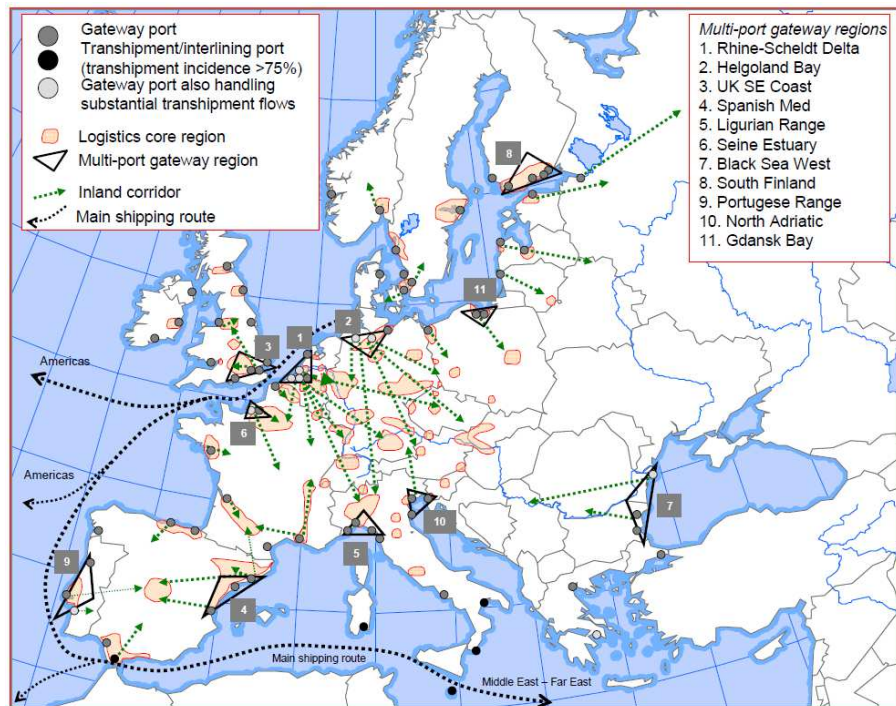 Gateway port
Transhipment/interlining port
(transhipment incidence >75%)
Gateway port also handling
substantial transhipment flows
Logistics core region
Multi-port gateway region
Inland corridor
Main shipping route
Multi-port gateway regions
1. Rhine-Scheldt Delta
2. Helgoland Bay
3. UK SE Coast
4. Spanish Med
5. Ligurian Range
6. Seine Estuary
7. Black Sea West
8. South Finland
9. Portugese Range
10. North Adriatic
11. Gdansk Bay
8
11
2
1
3
Americas
6
Americas
7
10
5
9
4
Main shipping route
Middle East – Far East